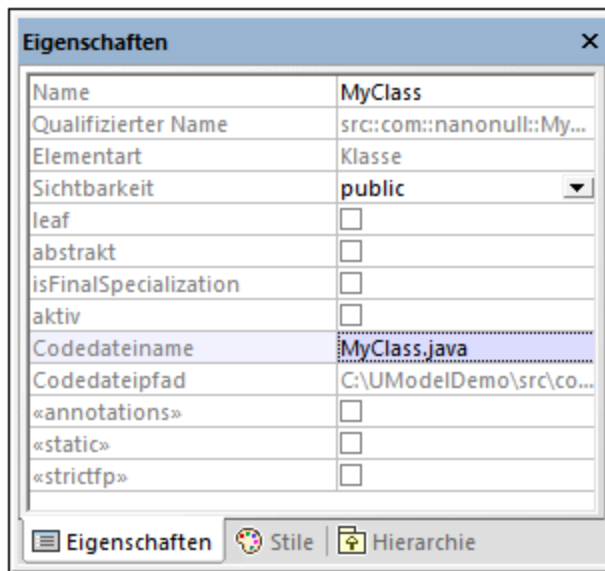 Eigenschaften
Name MyClass
Qualifizierter Name src::com::nanonull::My...
Elementart Klasse
Sichtbarkeit public
leaf
abstrakt
isFinalSpecialization
aktiv
Codedateiname MyClass.java
Codedateipfad C:\UModelDemo\src\co...
«annotations»
«static»
«strictfp»
Eigenschaften Stile Hierarchie